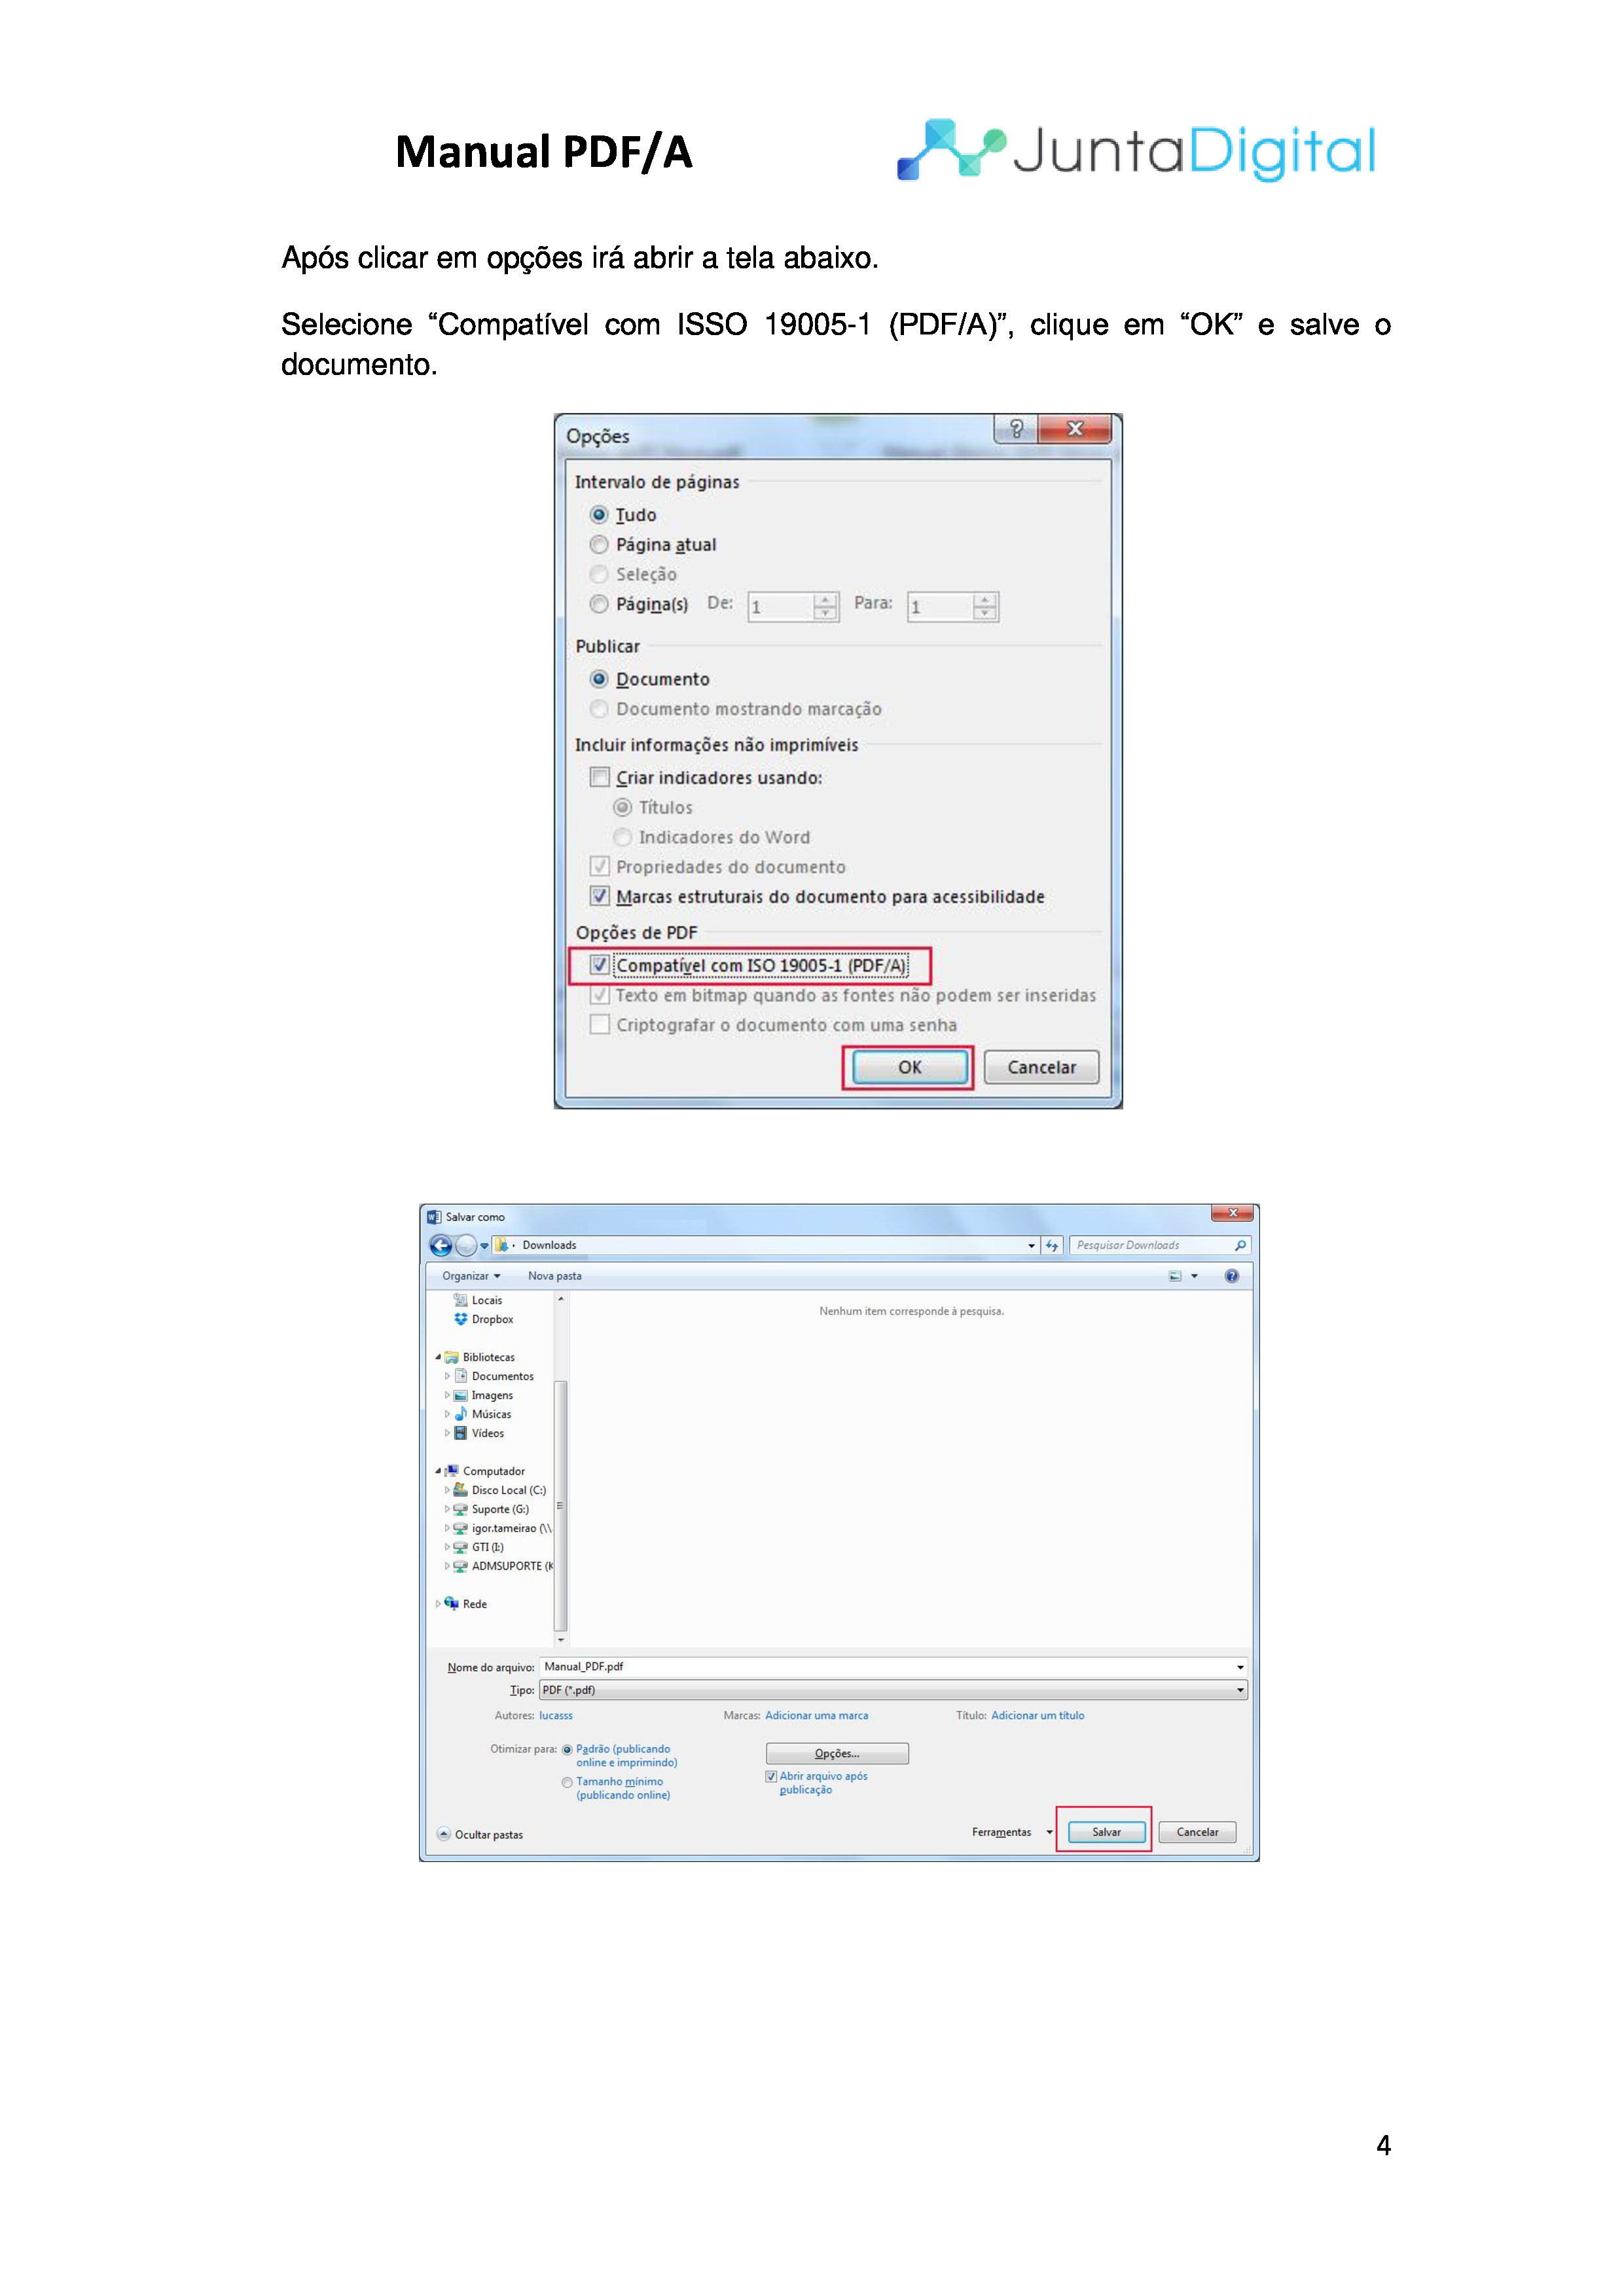 Manual PDF/A
JuntaDigital
Após clicar em opções irá abrir a tela abaixo.
Selecione “Compatível com ISSO 19005-1 (PDF/A)”, clique em “OK” e salve o
documento.
Opções
Intervalo de páginas
Tudo
Página atual
Seleção
Página(s) De: 1 Para: 1
Publicar
Documento
Documento mostrando marcação
Incluir informações não imprimíveis
Criar indicadores usando:
Títulos
Indicadores do Word
Propriedades do documento
Marcas estruturais do documento para acessibilidade
Opções de PDF
Compatível com ISO 19005-1 (PDF/A)
Texto em bitmap quando as fontes não podem ser inseridas
Criptografar o documento com uma senha
OK Cancelar
Salvar como
Downloads Pesquisar Downloads
Organizar Nova pasta
Locais
Nenhum item corresponde à pesquisa.
Dropbox
Bibliotecas
Documentos
Imagens
Músicas
Vídeos
Computador
Disco Local (C:)
Suporte (G:)
igor.tameirao (\\
GTI (I:)
ADMSUPORTE (K
Rede
Nome do arquivo: Manual_PDF.pdf
Tipo: PDF (*.pdf)
Autores: lucasss Marcas: Adicionar uma marca Título: Adicionar um título
Otimizar para: Padrão (publicando
online e imprimindo)
Tamanho mínimo
(publicando online)
Opções...
Abrir arquivo após
publicação
Ocultar pastas Ferramentas Salvar Cancelar
4